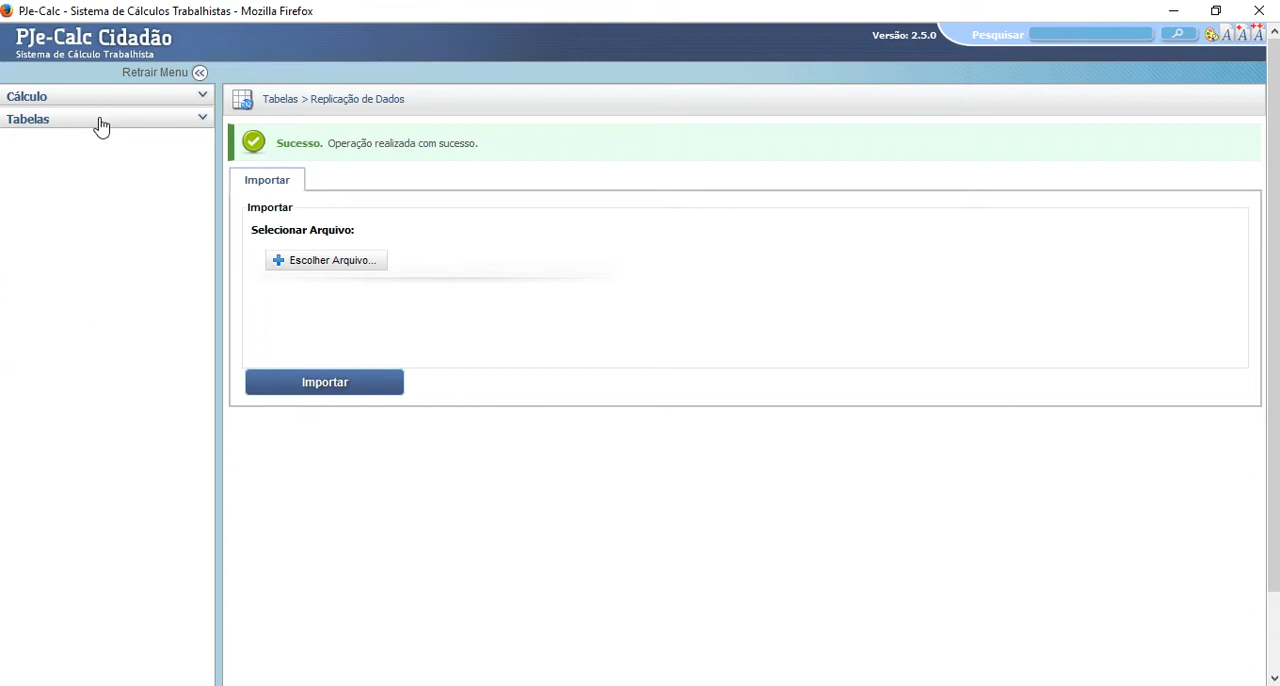 PJe-Calc - Sistema de Cálculos Trabalhistas - Mozilla Firefox
PJe-Calc Cidadão
Sistema de Cálculo Trabalhista
Versão: 2.5.0
Pesquisar
A A A
Retrair Menu
Cálculo
Tabelas
Tabelas > Replicação de Dados
Sucesso. Operação realizada com sucesso.
Importar
Importar
Selecionar Arquivo:
Escolher Arquivo...
Importar